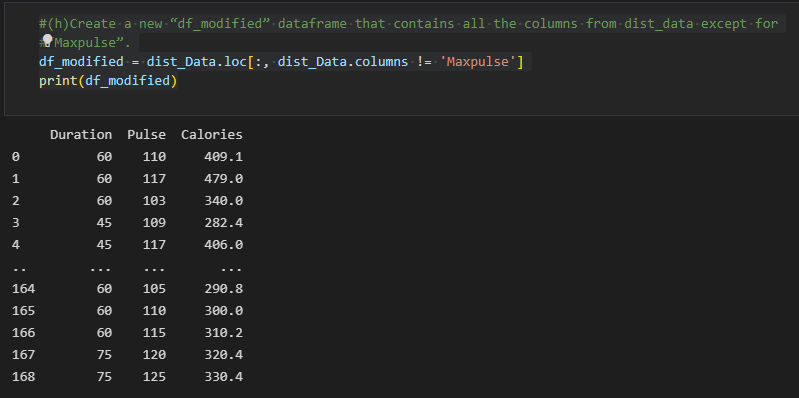 #(h)Create a new “df_modified” dataframe that contains all the columns from dist_data except for
Maxpulse”.
df_modified = dist_Data.loc[:, dist_Data.columns != 'Maxpulse']
print(df_modified)
Duration Pulse Calories
0 60 110 409.1
1 60 117 479.0
2 60 103 340.0
3 45 109 282.4
4 45 117 406.0
.. ... ... ...
164 60 105 290.8
165 60 110 300.0
166 60 115 310.2
167 75 120 320.4
168 75 125 330.4